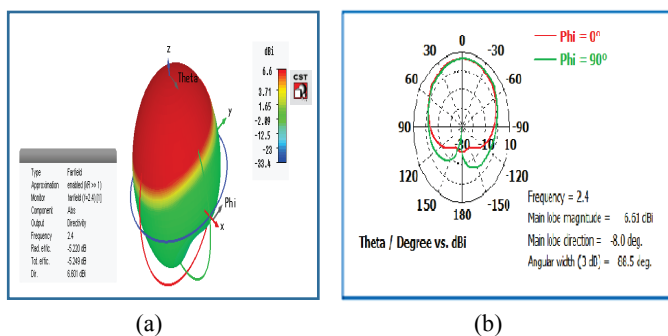 z
Theta
y
Phi
x
dBi
6.6
3.71
1.65
-2.09
-12.5
-23
-33.4
CST
Type Farfield
Approximation enabled (kR >> 1)
Monitor farfield (f=2.4) [1]
Component Abs
Output Directivity
Frequency 2.4
Rad. effic. -5.220 dB
Tot. effic. -5.249 dB
Dir. 6.601 dBi
(a)
Phi = 0°
Phi = 90°
0
30 -30
60 -60
90 -30 -10 10 -90
120 -120
150 -150
180
Frequency = 2.4
Main lobe magnitude = 6.61 dBi
Main lobe direction = -8.0 deg.
Angular width (3 dB) = 88.5 deg.
Theta / Degree vs. dBi
(b)